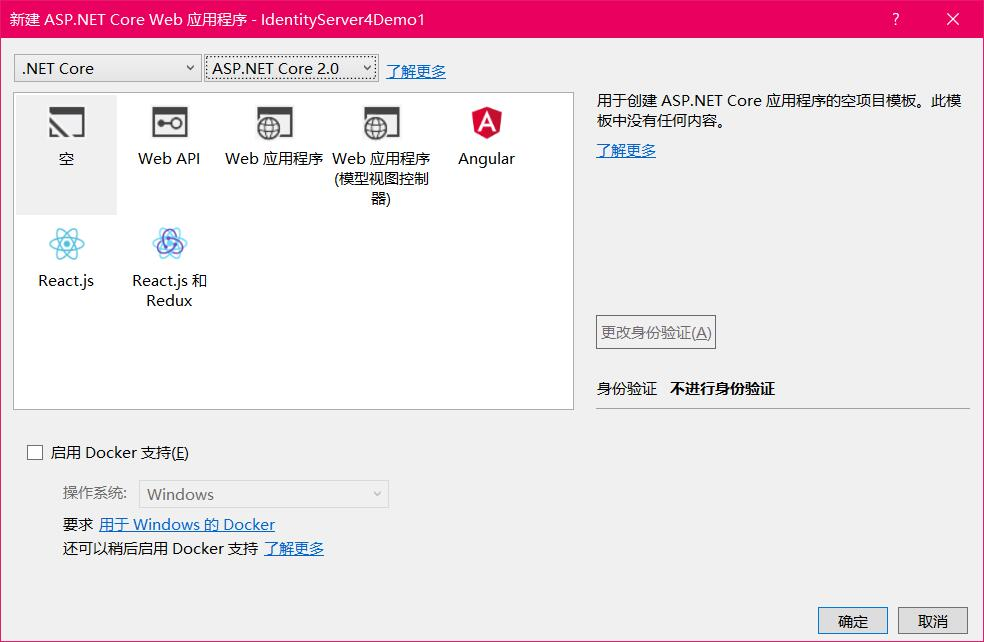 新建 ASP.NET Core Web 应用程序 - IdentityServer4Demo1
?
.NET Core
ASP.NET Core 2.0
了解更多
空
Web API
Web 应用程序
Web 应用程序
(模型视图控制
器)
Angular
React.js
React.js 和
Redux
用于创建 ASP.NET Core 应用程序的空项目模板。此模
板中没有任何内容。
了解更多
更改身份验证(A)
身份验证 不进行身份验证
启用 Docker 支持(E)
操作系统: Windows
要求 用于 Windows 的 Docker
还可以稍后启用 Docker 支持 了解更多
确定
取消